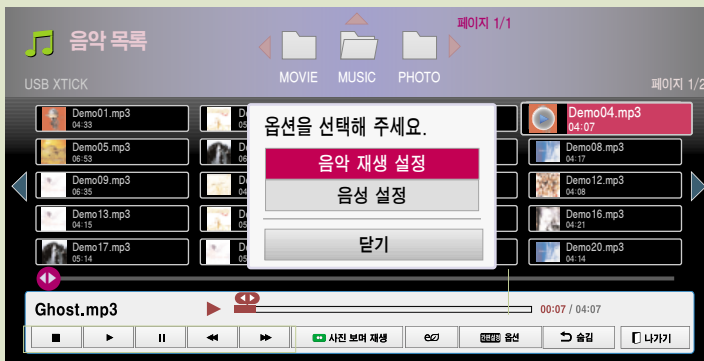 음악 목록
페이지 1/1
MOVIE MUSIC PHOTO
USB XTICK
페이지 1/2
Demo01.mp3
04:33
Demo04.mp3
04:07
Demo05.mp3
06:53
Demo08.mp3
04:17
Demo09.mp3
06:35
Demo12.mp3
04:08
Demo13.mp3
04:15
Demo16.mp3
04:21
Demo17.mp3
05:14
Demo20.mp3
04:14
옵션을 선택해 주세요.
음악 재생 설정
음성 설정
닫기
Ghost.mp3
00:07 / 04:07
사진 보며 재생
간편설정 옵션
숨김
나가기